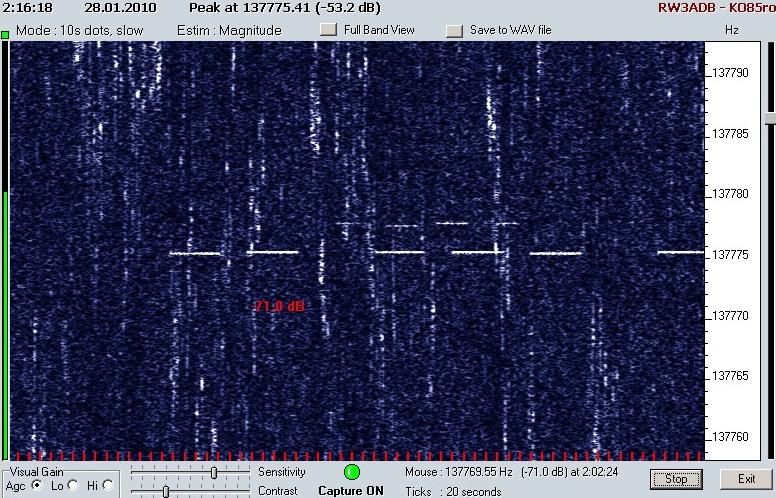 2:16:18 28.01.2010 Peak at 137775.41 (-53.2 dB) RW3ADB - KO85ro
Mode : 10s dots, slow Estim : Magnitude Full Band View Save to WAV file Hz
137790
137785
137780
137775
-71.0 dB
137770
137765
137760
Visual Gain
Agc Lo Hi
Sensitivity
Contrast
Capture ON
Mouse : 137769.55 Hz (-71.0 dB) at 2:02:24
Ticks : 20 seconds
Stop
Exit